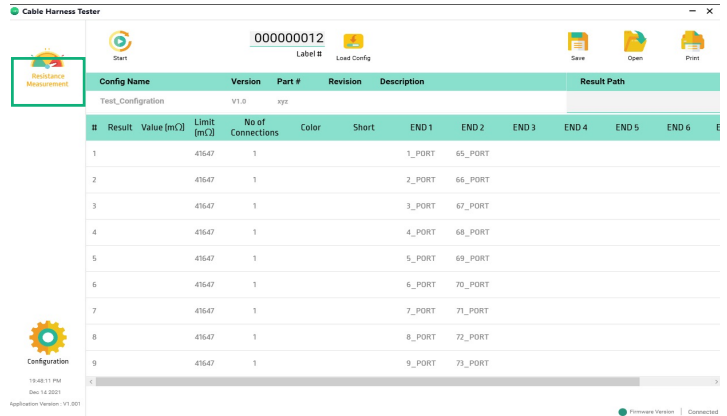 Cable Harness Tester
Start
000000012
Label #
Load Config
Save
Open
Print
Resistance
Measurement
Config Name Version Part # Revision Description Result Path
Test_Configration V1.0 xyz
# Result Value [mΩ] Limit [mΩ] No of Connections Color Short END 1 END 2 END 3 END 4 END 5 END 6 E
1 41647 1 1_PORT 65_PORT
2 41647 1 2_PORT 66_PORT
3 41647 1 3_PORT 67_PORT
4 41647 1 4_PORT 68_PORT
5 41647 1 5_PORT 69_PORT
6 41647 1 6_PORT 70_PORT
7 41647 1 7_PORT 71_PORT
8 41647 1 8_PORT 72_PORT
9 41647 1 9_PORT 73_PORT
Configuration
19:48:11 PM
Dec 14 2021
Application Version : V1.001
Firmware Version | Connected